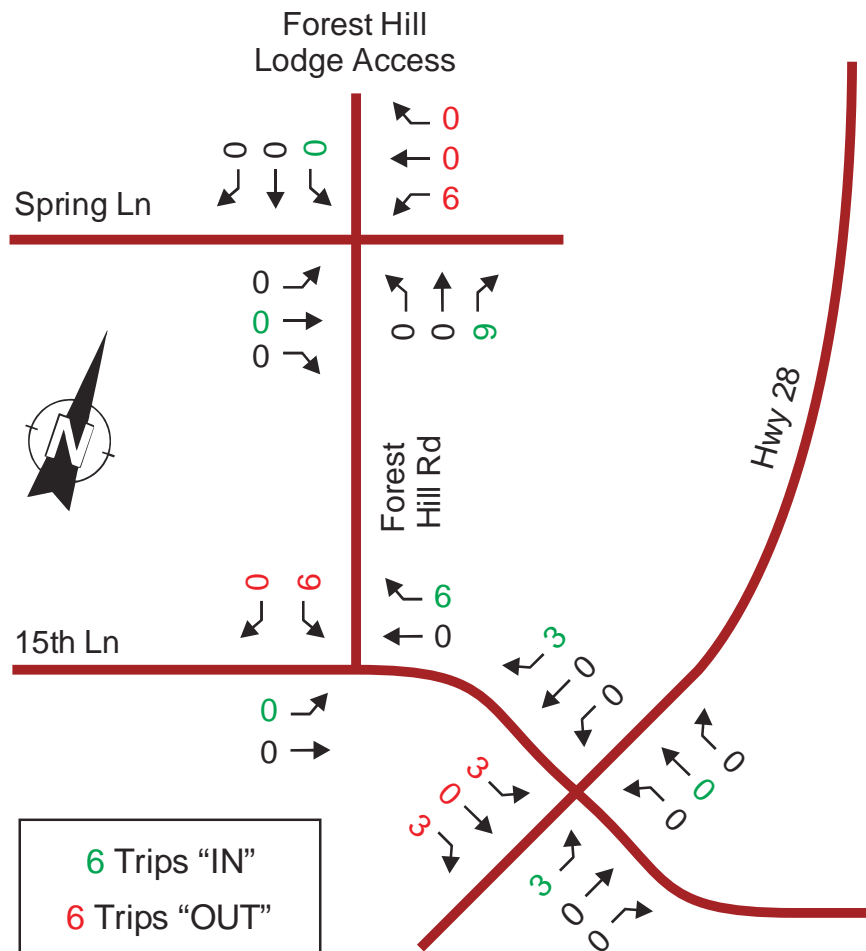 Forest Hill
Lodge Access
0 0 0
0
0
6
Spring Ln
0
0
0
0 0 6
N
Hwy 28
Forest
Hill Rd
0 6
6
0
15th Ln
3 0 0
0
0
0 0 0
3 0 3
3 0 0
6 Trips “IN”
6 Trips “OUT”